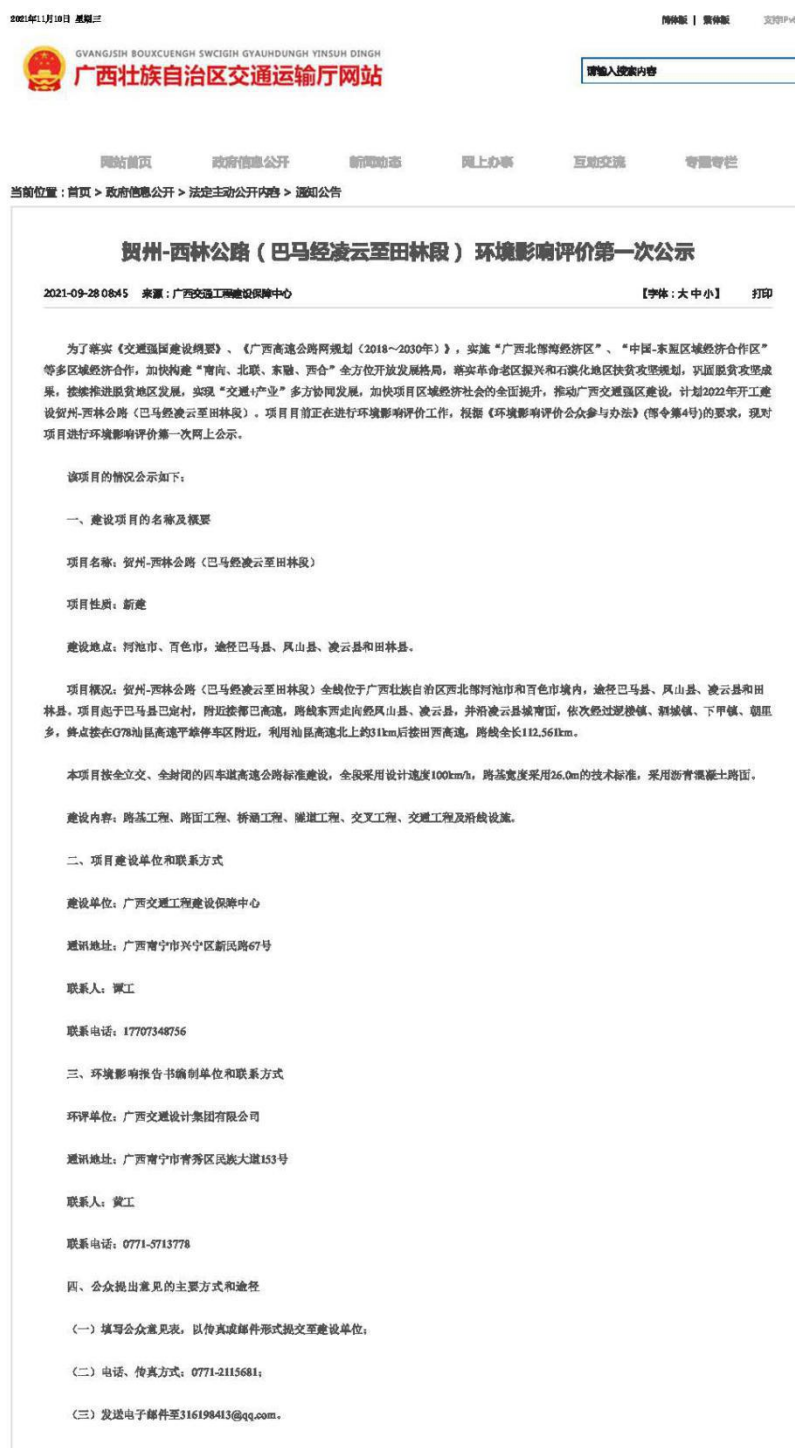 2021年11月10日 星期三
简体版 | 繁体版 支持IPv
GVANGJSIH BOUXCUENGH SWCIGIH GYAUHDUNGH YINSUH DINGH
广西壮族自治区交通运输厅网站
请输入搜索内容
网站首页 政府信息公开 新闻动态 网上办事 互动交流 专题专栏
当前位置：首页 > 政府信息公开 > 法定主动公开内容 > 通知公告
贺州-西林公路（巴马经凌云至田林段）环境影响评价第一次公示
2021-09-28 08:45 来源：广西交通工程建设保障中心 【字体：大 中 小】 打印
为了落实《交通强国建设纲要》、《广西高速公路网规划（2018～2030年）》，实施“广西北部湾经济区”、“中国-东盟区域经济合作区”
等多区域经济合作，加快构建“南向、北联、东融、西合”全方位开放发展格局，落实革命老区振兴和石漠化地区扶贫攻坚规划，巩固脱贫攻坚成
果，接续推进脱贫地区发展，实现“交通+产业”多方协同发展，加快项目区域经济社会的全面提升，推动广西交通强区建设，计划2022年开工建
设贺州-西林公路（巴马经凌云至田林段）。项目目前正在进行环境影响评价工作，根据《环境影响评价公众参与办法》(部令第4号)的要求，现对
项目进行环境影响评价第一次网上公示。
该项目的情况公示如下：
一、建设项目的名称及概要
项目名称：贺州-西林公路（巴马经凌云至田林段）
项目性质：新建
建设地点：河池市、百色市，途径巴马县、凤山县、凌云县和田林县。
项目概况：贺州-西林公路（巴马经凌云至田林段）全线位于广西壮族自治区西北部河池市和百色市境内，途径巴马县、凤山县、凌云县和田
林县。项目起于巴马县巴定村，附近接都巴高速，路线东西走向经凤山县、凌云县，并沿凌云县城南面，依次经过逻楼镇、泗城镇、下甲镇、朝里
乡，终点接在G78汕昆高速平雄停车区附近，利用汕昆高速北上约31km后接田西高速，路线全长112.561km。
本项目按全立交、全封闭的四车道高速公路标准建设，全段采用设计速度100km/h，路基宽度采用26.0m的技术标准，采用沥青混凝土路面。
建设内容：路基工程、路面工程、桥涵工程、隧道工程、交叉工程、交通工程及沿线设施。
二、项目建设单位和联系方式
建设单位：广西交通工程建设保障中心
通讯地址：广西南宁市兴宁区新民路67号
联系人：谭工
联系电话：17707348756
三、环境影响报告书编制单位和联系方式
环评单位：广西交通设计集团有限公司
通讯地址：广西南宁市青秀区民族大道153号
联系人：黄工
联系电话：0771-5713778
四、公众提出意见的主要方式和途径
（一）填写公众意见表，以传真或邮件形式提交至建设单位；
（二）电话、传真方式：0771-2115681；
（三）发送电子邮件至316198413@qq.com。